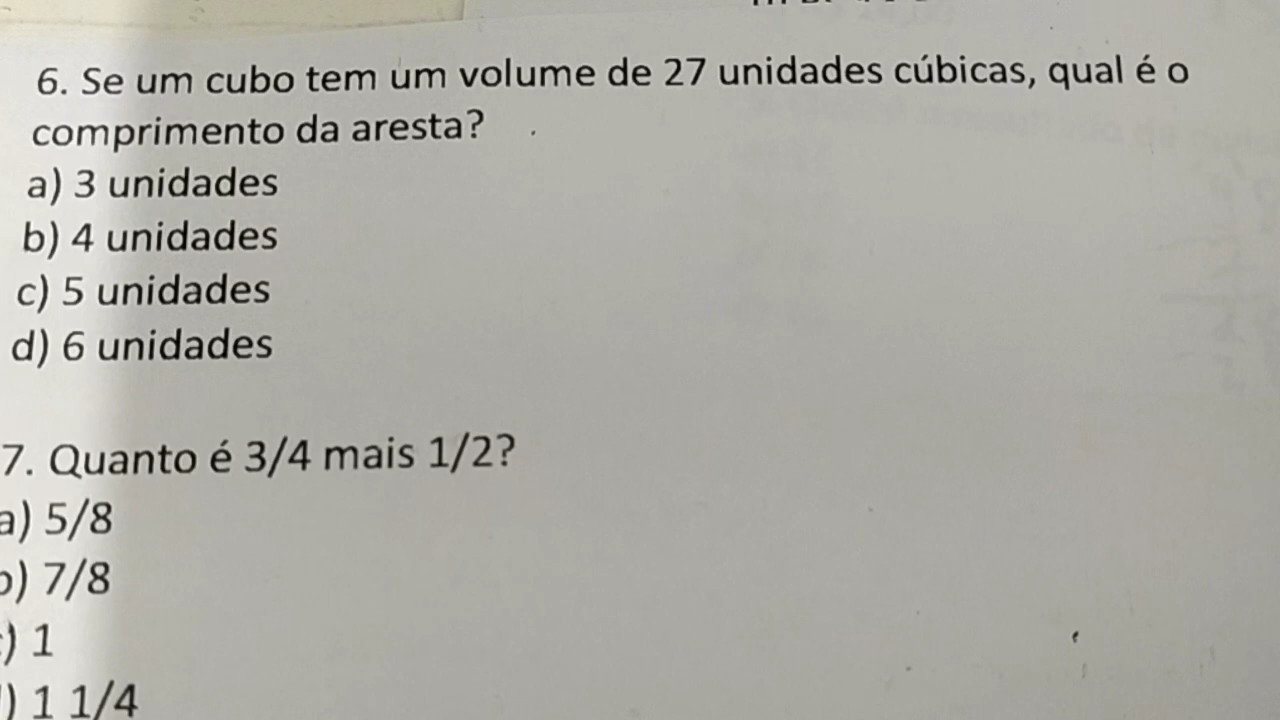 6. Se um cubo tem um volume de 27 unidades cúbicas, qual é o
comprimento da aresta?
a) 3 unidades
b) 4 unidades
c) 5 unidades
d) 6 unidades
7. Quanto é 3/4 mais 1/2?
a) 5/8
b) 7/8
) 1
) 1 1/4